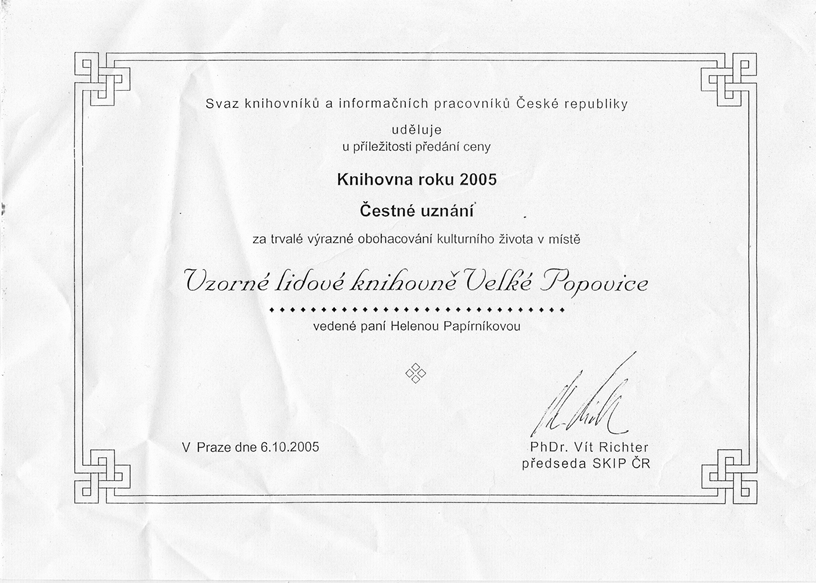 Svaz knihovníků a informačních pracovníků České republiky
uděluje
u příležitosti předání ceny
Knihovna roku 2005
Čestné uznání
za trvalé výrazné obohacování kulturního života v místě
Vzorné lidové knihovně Velké Popovice
vedené paní Helenou Papírníkovou
V Praze dne 6.10.2005
PhDr. Vít Richter
předseda SKIP ČR